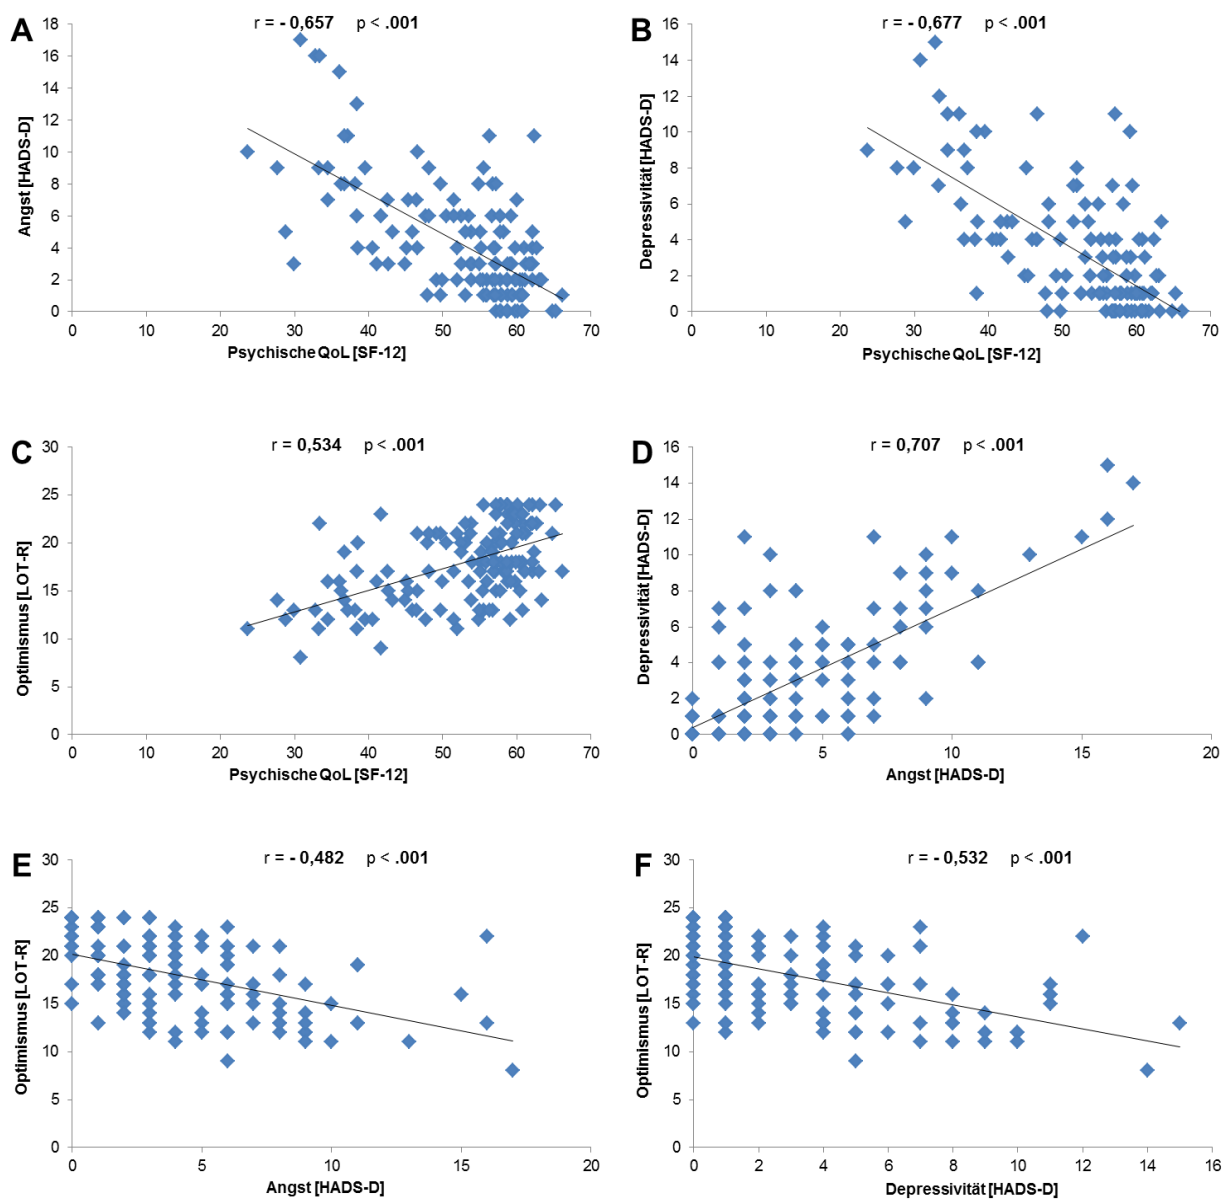 A
r = - 0,657 p < .001
Angst [HADS-D]
18
16
14
12
10
8
6
4
2
0
0 10 20 30 40 50 60 70
Psychische QoL [SF-12]
B
r = - 0,677 p < .001
Depressivität [HADS-D]
16
14
12
10
8
6
4
2
0
0 10 20 30 40 50 60 70
Psychische QoL [SF-12]
C
r = 0,534 p < .001
Optimismus [LOT-R]
30
25
20
15
10
5
0
0 10 20 30 40 50 60 70
Psychische QoL [SF-12]
D
r = 0,707 p < .001
Depressivität [HADS-D]
16
14
12
10
8
6
4
2
0
0 5 10 15 20
Angst [HADS-D]
E
r = - 0,482 p < .001
Optimismus [LOT-R]
30
25
20
15
10
5
0
0 5 10 15 20
Angst [HADS-D]
F
r = - 0,532 p < .001
Optimismus [LOT-R]
30
25
20
15
10
5
0
0 2 4 6 8 10 12 14 16
Depressivität [HADS-D]